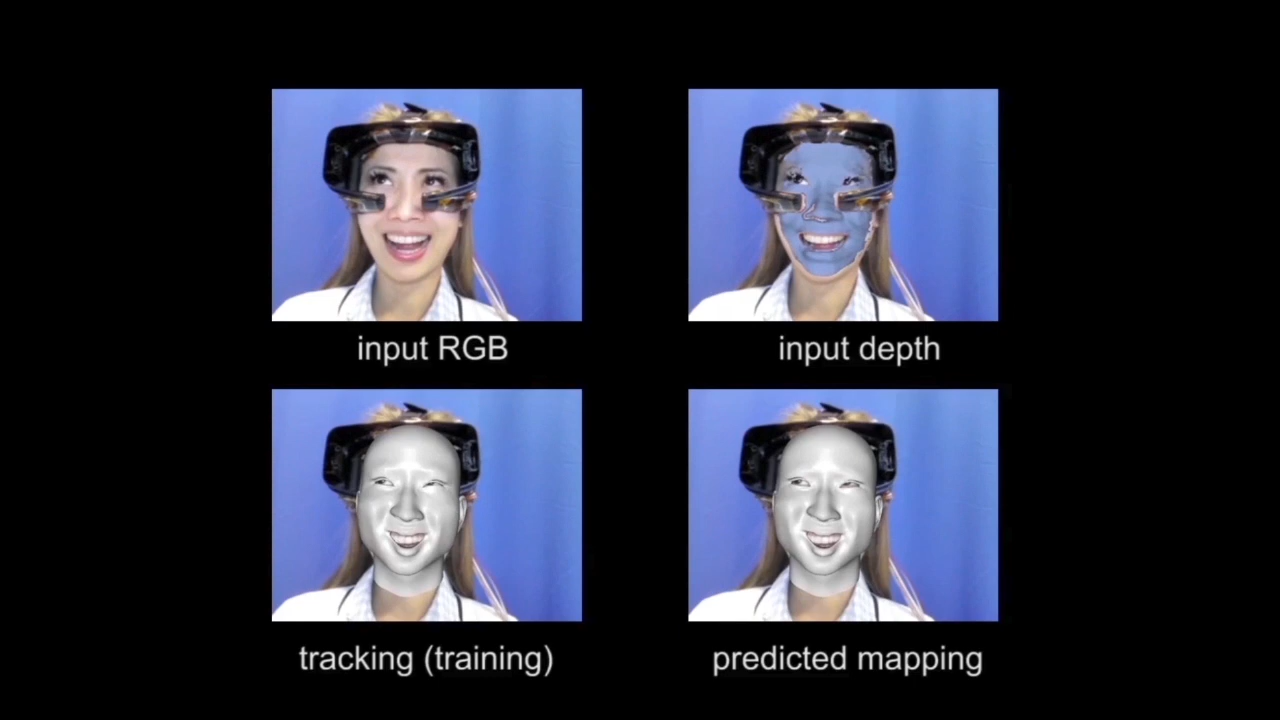 input RGB
input depth
tracking (training)
predicted mapping